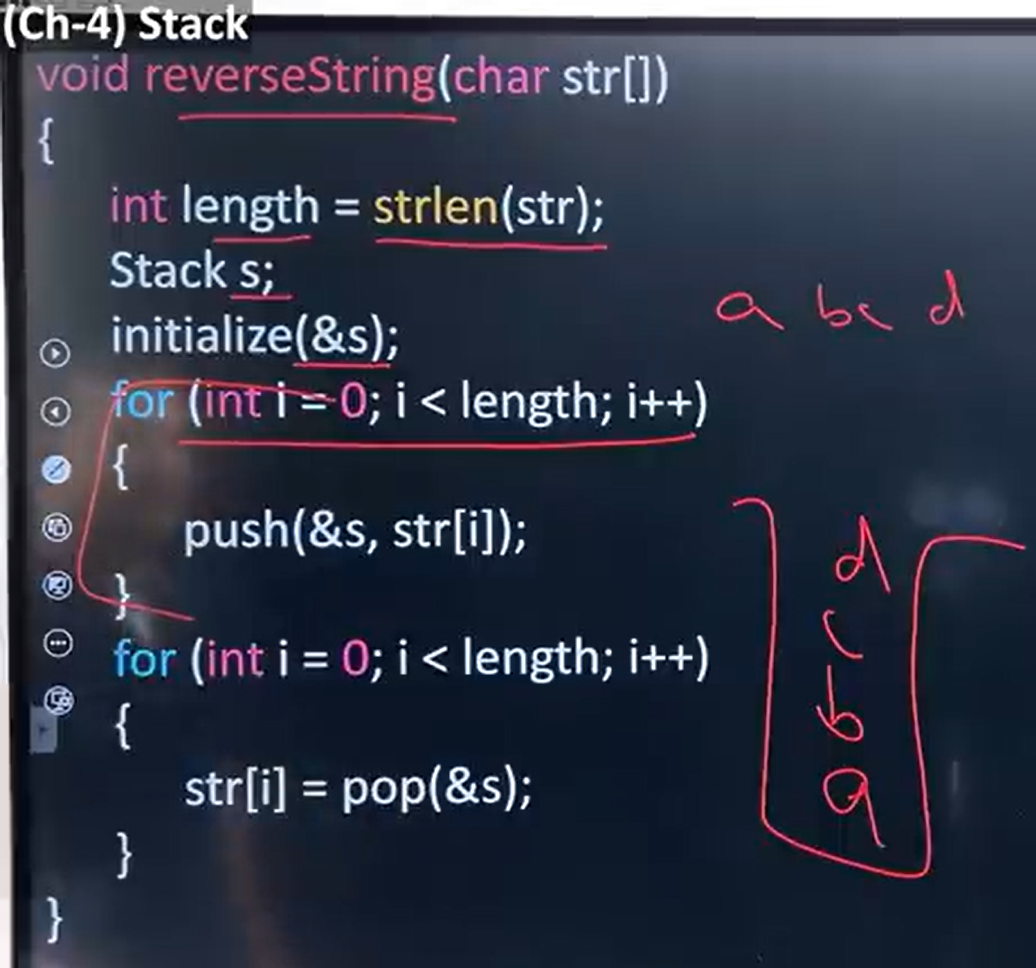 (Ch-4) Stack
void reverseString(char str[])
{
int length = strlen(str);
Stack s;
initialize(&s);
a b c d
for (int i = 0; i < length; i++)
{
push(&s, str[i]);
}
d
c
b
a
for (int i = 0; i < length; i++)
{
str[i] = pop(&s);
}
}